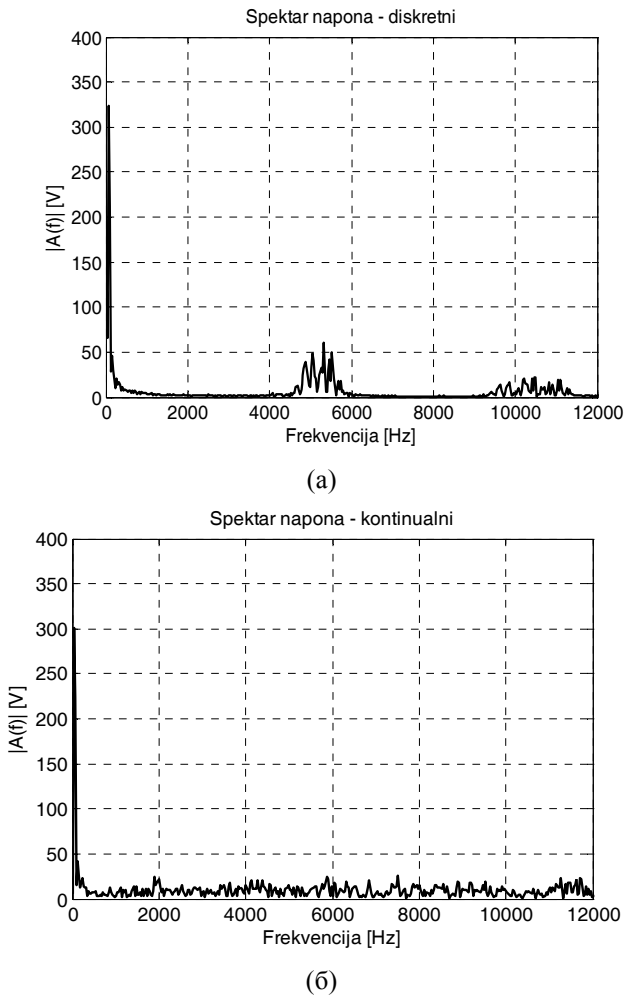 Spektar napona - diskretni
400
350
300
250
200
150
100
50
0
|A(f)| [V]
0 2000 4000 6000 8000 10000 12000
Frekvencija [Hz]
(а)
Spektar napona - kontinualni
400
350
300
250
200
150
100
50
0
|A(f)| [V]
0 2000 4000 6000 8000 10000 12000
Frekvencija [Hz]
(б)